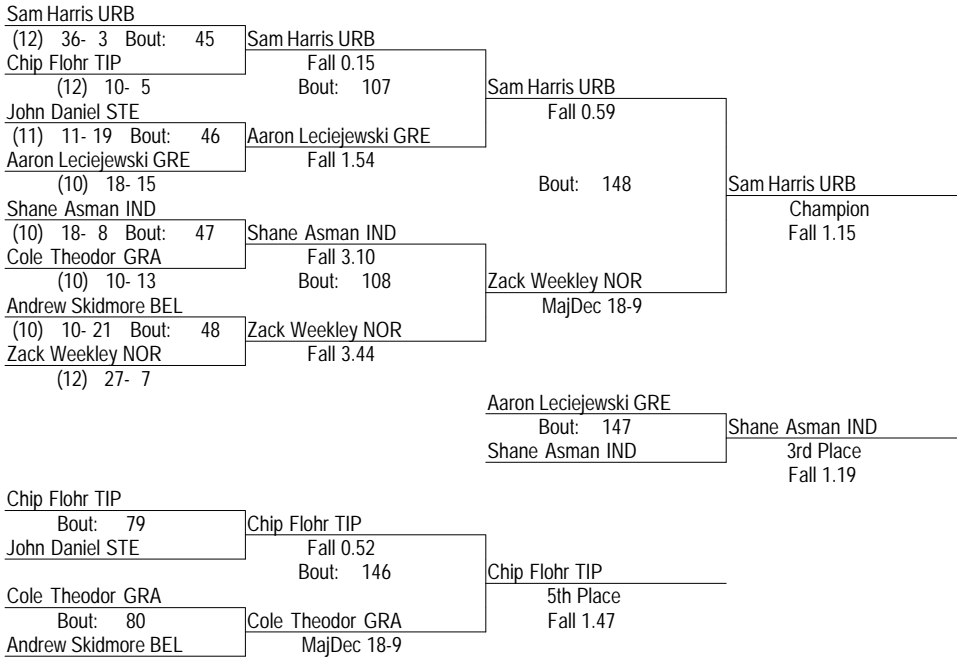 Sam Harris URB
(12) 36- 3 Bout: 45
Sam Harris URB
Chip Flohr TIP
Fall 0.15
(12) 10- 5
Bout: 107
Sam Harris URB
John Daniel STE
Fall 0.59
(11) 11- 19 Bout: 46
Aaron Leciejewski GRE
Aaron Leciejewski GRE
Fall 1.54
(10) 18- 15
Bout: 148
Sam Harris URB
Shane Asman IND
Champion
(10) 18- 8 Bout: 47
Shane Asman IND
Fall 1.15
Cole Theodor GRA
Fall 3.10
(10) 10- 13
Bout: 108
Zack Weekley NOR
Andrew Skidmore BEL
MajDec 18-9
(10) 10- 21 Bout: 48
Zack Weekley NOR
Zack Weekley NOR
Fall 3.44
(12) 27- 7
Aaron Leciejewski GRE
Bout: 147
Shane Asman IND
Shane Asman IND
3rd Place
Fall 1.19
Chip Flohr TIP
Bout: 79
Chip Flohr TIP
John Daniel STE
Fall 0.52
Bout: 146
Chip Flohr TIP
Cole Theodor GRA
5th Place
Bout: 80
Cole Theodor GRA
Fall 1.47
Andrew Skidmore BEL
MajDec 18-9